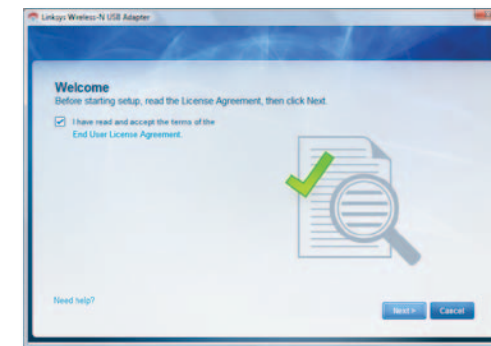 Linksys Wireless-N USB Adapter
Welcome
Before starting setup, read the License Agreement, then click Next.
I have read and accept the terms of the
End User License Agreement.
Need help?
Next >
Cancel